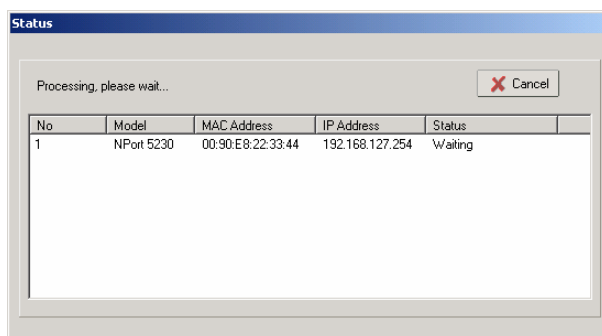 Status
Processing, please wait...
Cancel
No Model MAC Address IP Address Status
1 NPort 5230 00:90:E8:22:33:44 192.168.127.254 Waiting